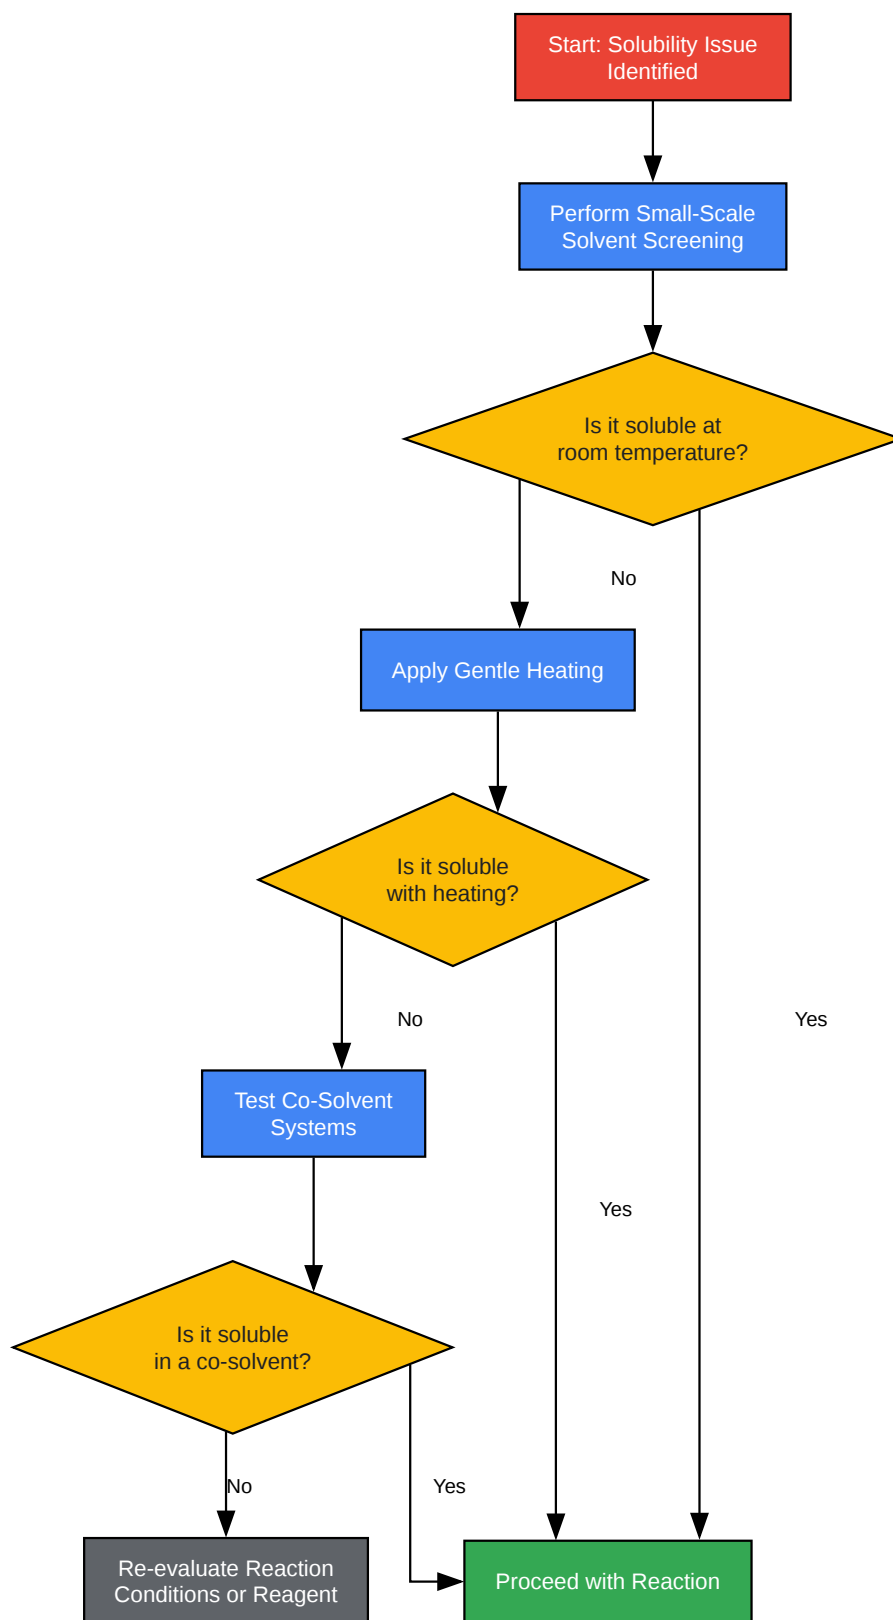 Start: Solubility Issue
Identified
Perform Small-Scale
Solvent Screening
Is it soluble at
room temperature?
No
Apply Gentle Heating
Is it soluble
with heating?
No
Yes
Test Co-Solvent
Systems
Yes
Is it soluble
in a co-solvent?
No
Yes
Re-evaluate Reaction
Conditions or Reagent
Proceed with Reaction